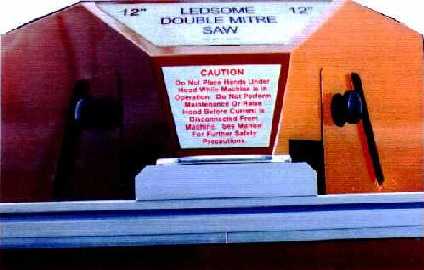 12" LEDSOME 12"
DOUBLE MITRE
SAW
CAUTION
Do Not Place Hands Under
Hood While Machine Is In
Operation. Do Not Perform
Maintenance Or Raise
Hood Before Current Is
Disconnected From
Machine. See Manual
For Further Safety
Precautions.